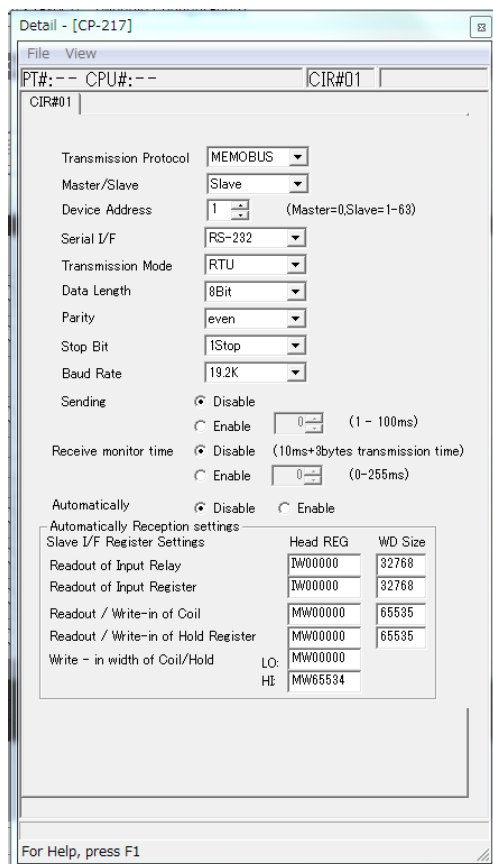 Detail - [CP-217]
File View
PT#:-- CPU#:-- CIR#01
CIR#01
Transmission Protocol MEMOBUS
Master/Slave Slave
Device Address 1 (Master=0,Slave=1-63)
Serial I/F RS-232
Transmission Mode RTU
Data Length 8Bit
Parity even
Stop Bit 1Stop
Baud Rate 19.2K
Sending Disable
Enable 0 (1 - 100ms)
Receive monitor time Disable (10ms+3bytes transmission time)
Enable 0 (0-255ms)
Automatically Disable Enable
Automatically Reception settings
Slave I/F Register Settings Head REG WD Size
Readout of Input Relay IW00000 32768
Readout of Input Register IW00000 32768
Readout / Write-in of Coil MW00000 65535
Readout / Write-in of Hold Register MW00000 65535
Write - in width of Coil/Hold LO: MW00000
HI: MW65534
For Help, press F1